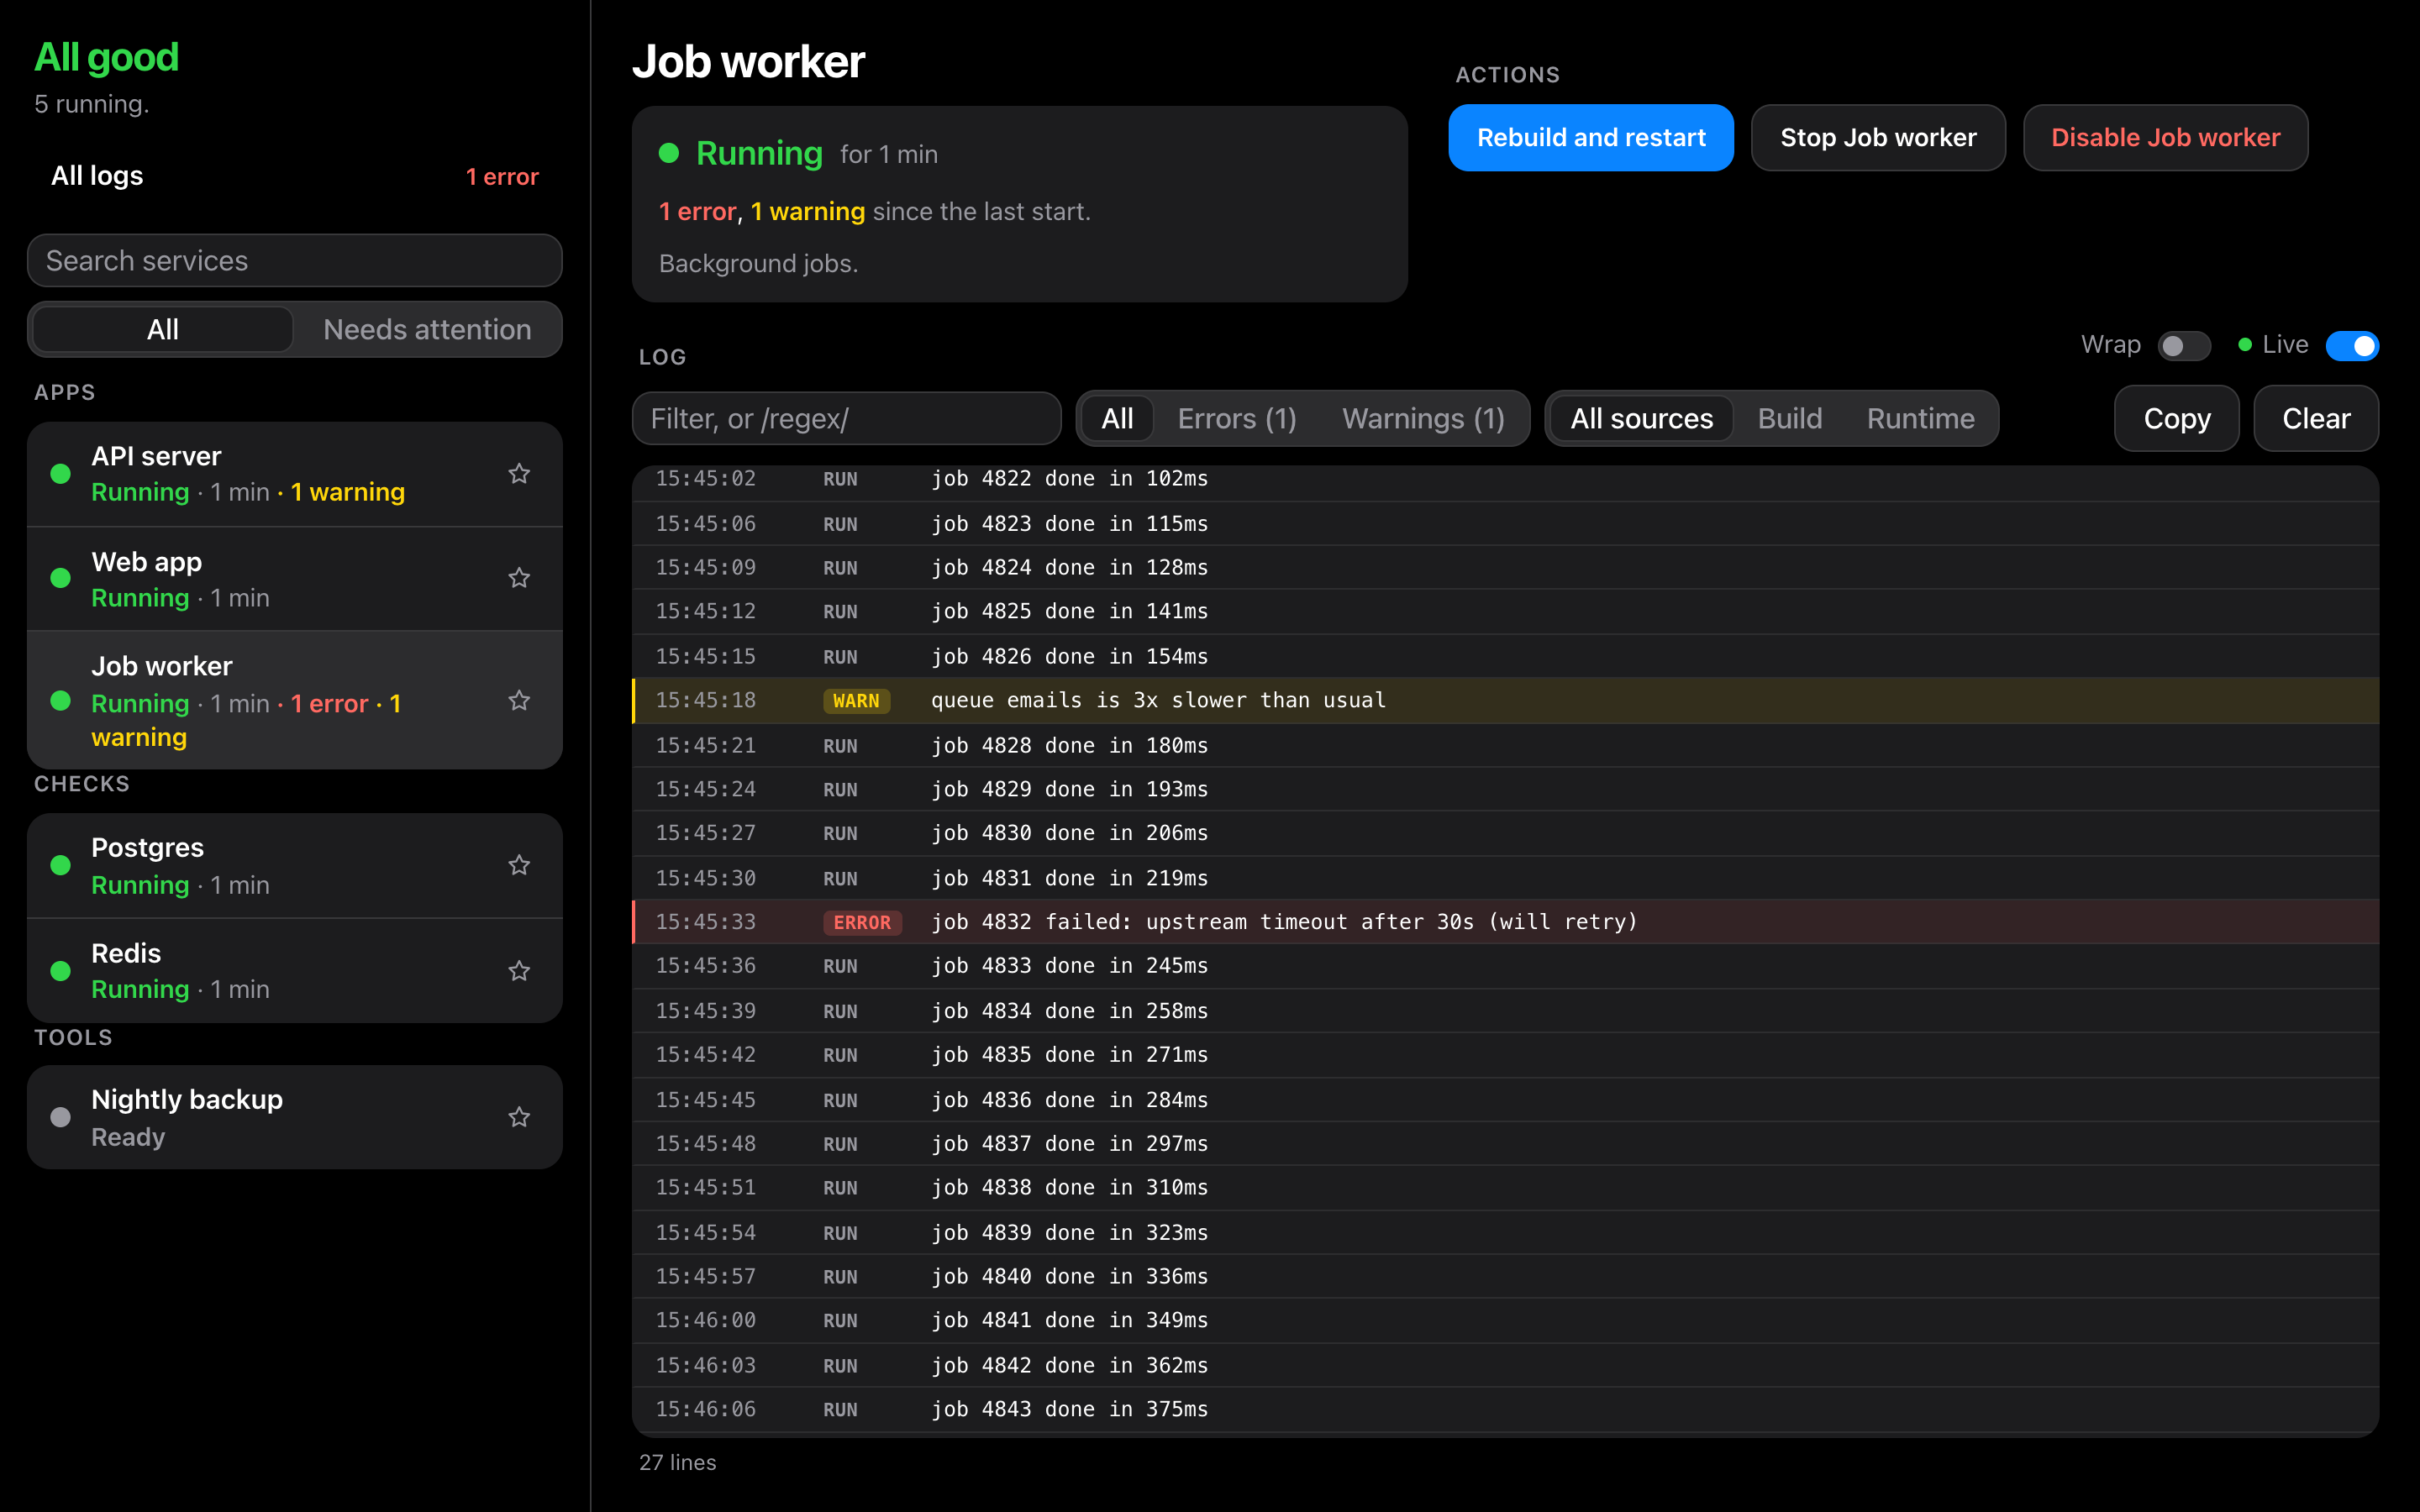 All good
5 running.
All logs 1 error
Search services
All Needs attention
APPS
API server
Running · 1 min · 1 warning
Web app
Running · 1 min
Job worker
Running · 1 min · 1 error · 1
warning
CHECKS
Postgres
Running · 1 min
Redis
Running · 1 min
TOOLS
Nightly backup
Ready
Job worker
Running for 1 min
1 error, 1 warning since the last start.
Background jobs.
ACTIONS
Rebuild and restart Stop Job worker Disable Job worker
LOG
Wrap Live
Filter, or /regex/ All Errors (1) Warnings (1) All sources Build Runtime Copy Clear
15:45:02 RUN job 4822 done in 102ms
15:45:06 RUN job 4823 done in 115ms
15:45:09 RUN job 4824 done in 128ms
15:45:12 RUN job 4825 done in 141ms
15:45:15 RUN job 4826 done in 154ms
15:45:18 WARN queue emails is 3x slower than usual
15:45:21 RUN job 4828 done in 180ms
15:45:24 RUN job 4829 done in 193ms
15:45:27 RUN job 4830 done in 206ms
15:45:30 RUN job 4831 done in 219ms
15:45:33 ERROR job 4832 failed: upstream timeout after 30s (will retry)
15:45:36 RUN job 4833 done in 245ms
15:45:39 RUN job 4834 done in 258ms
15:45:42 RUN job 4835 done in 271ms
15:45:45 RUN job 4836 done in 284ms
15:45:48 RUN job 4837 done in 297ms
15:45:51 RUN job 4838 done in 310ms
15:45:54 RUN job 4839 done in 323ms
15:45:57 RUN job 4840 done in 336ms
15:46:00 RUN job 4841 done in 349ms
15:46:03 RUN job 4842 done in 362ms
15:46:06 RUN job 4843 done in 375ms
27 lines